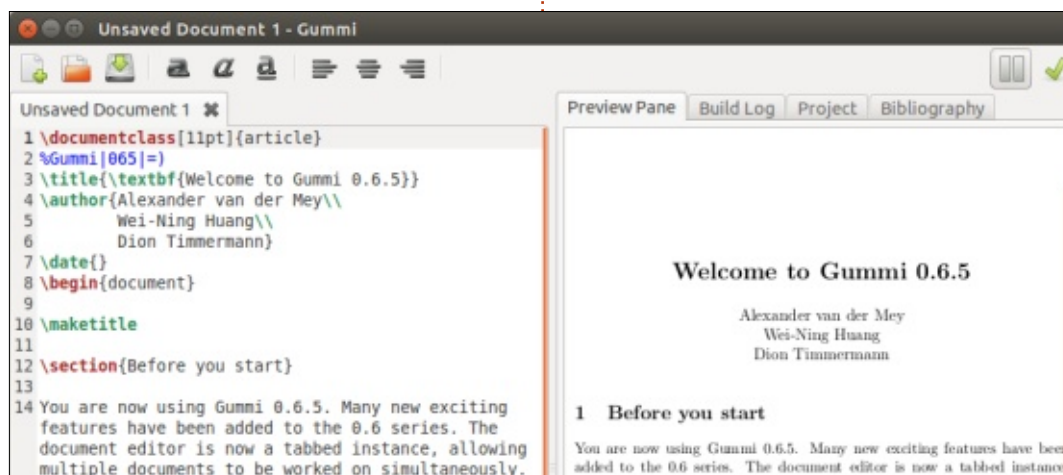 Unsaved Document 1 - Gummi
a a a
Unsaved Document 1
1 \documentclass[11pt]{article}
2 %Gummi|065|=)
3 \title{\textbf{Welcome to Gummi 0.6.5}}
4 \author{Alexander van der Mey\\
5 Wei-Ning Huang\\
6 Dion Timmermann}
7 \date{}
8 \begin{document}
9
10 \maketitle
11
12 \section{Before you start}
13
14 You are now using Gummi 0.6.5. Many new exciting
features have been added to the 0.6 series. The
document editor is now a tabbed instance, allowing
multiple documents to be worked on simultaneously.
Preview Pane Build Log Project Bibliography
Welcome to Gummi 0.6.5
Alexander van der Mey
Wei-Ning Huang
Dion Timmermann
1 Before you start
You are now using Gummi 0.6.5. Many new exciting features have bee
added to the 0.6 series. The document editor is now a tabbed instan